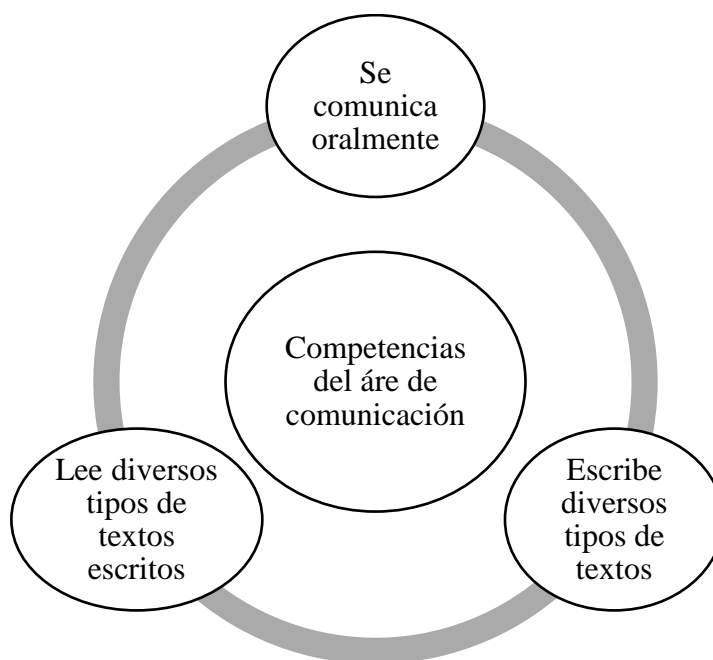 Se
comunica
oralmente
Competencias
del áre de
comunicación
Lee diversos
tipos de
textos
escritos
Escribe
diversos
tipos de
textos